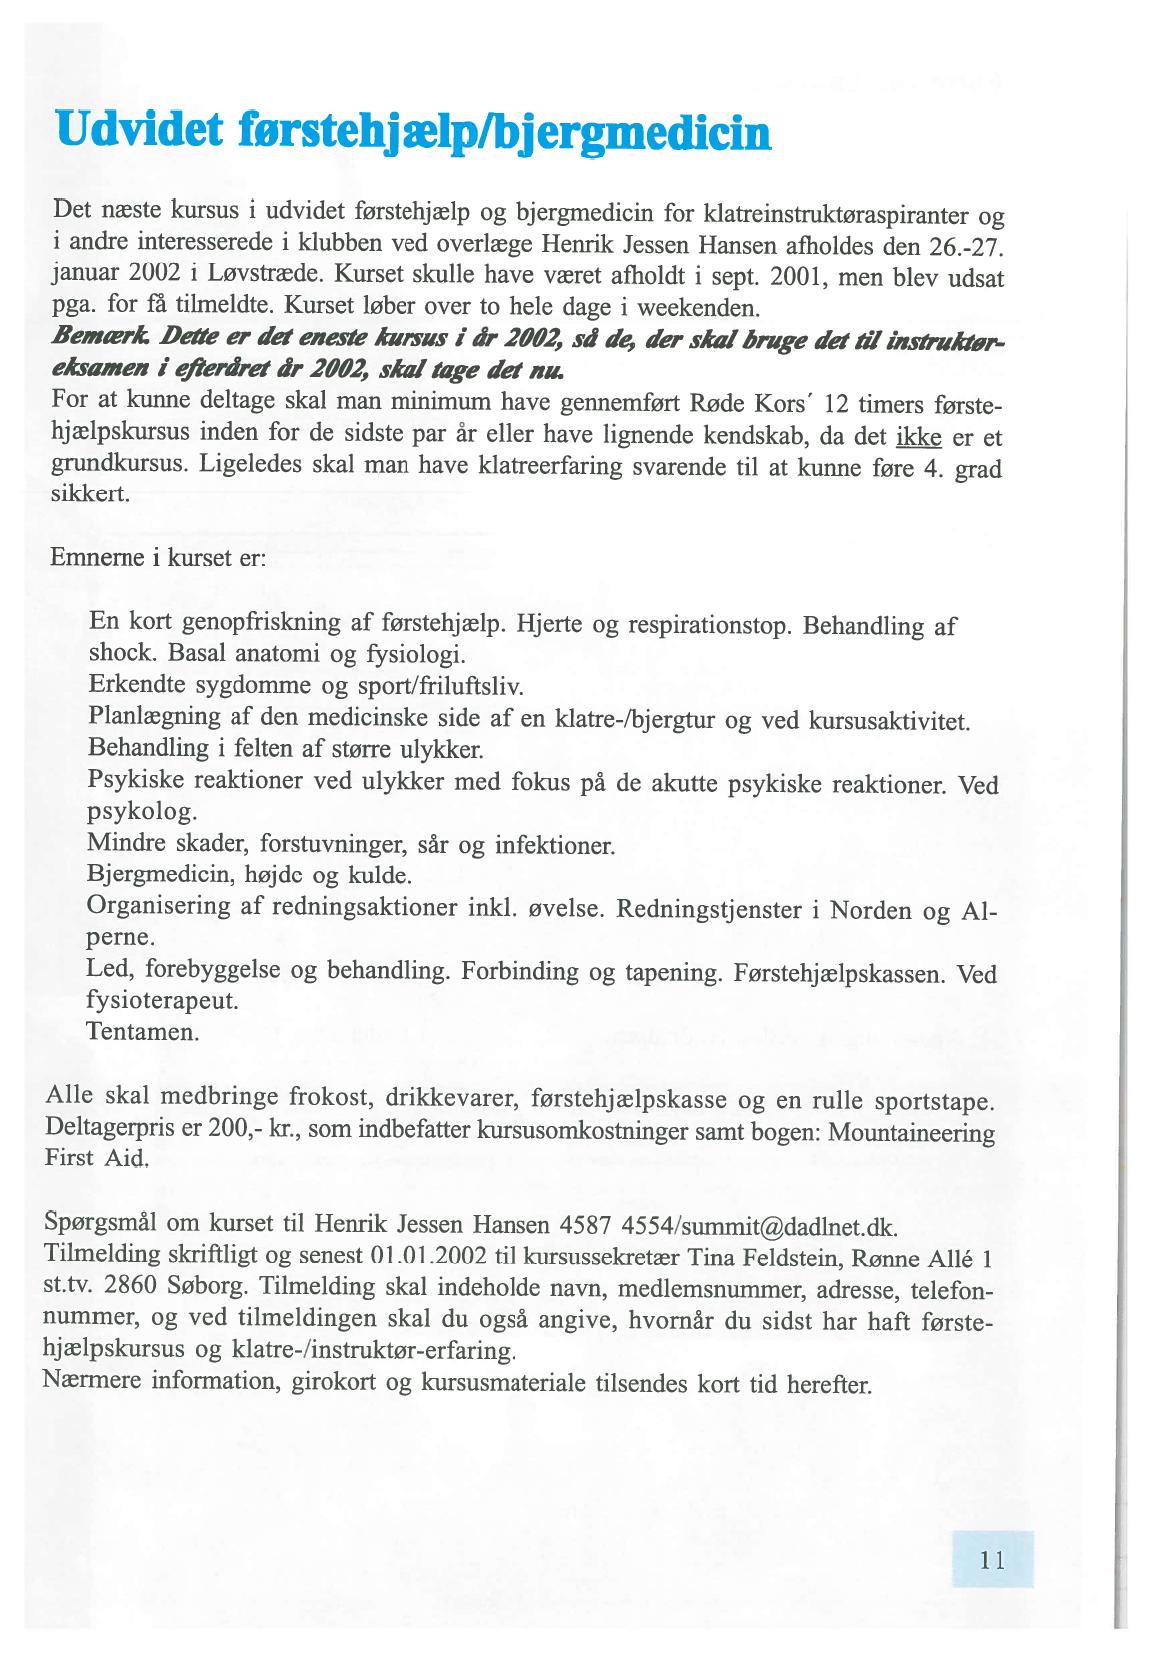 Udvidet førstehjælp/bjergmedicin
Det næste kursus i udvidet førstehjælp og bjergmedicin for klatreinstruktøraspiranter og
i andre interesserede i klubben ved overlæge Henrik Jessen Hansen afholdes den 26.-27.
januar 2002 i Løvstræde. Kurset skulle have været afholdt i sept. 2001, men blev udsat
pga. for få tilmeldte. Kurset løber over to hele dage i weekenden.
Bemærk. Dette er det eneste kursus i år 2002, så de, der skal bruge det til instruktør-
eksamen i efteråret år 2002, skal tage det nu.
For at kunne deltage skal man minimum have gennemført Røde Kors´ 12 timers første-
hjælpskursus inden for de sidste par år eller have lignende kendskab, da det ikke er et
grundkursus. Ligeledes skal man have klatreerfaring svarende til at kunne føre 4. grad
sikkert.
Emnerne i kurset er:
En kort genopfriskning af førstehjælp. Hjerte og respirationstop. Behandling af
shock. Basal anatomi og fysiologi.
Erkendte sygdomme og sport/friluftsliv.
Planlægning af den medicinske side af en klatre-/bjergtur og ved kursusaktivitet.
Behandling i felten af større ulykker.
Psykiske reaktioner ved ulykker med fokus på de akutte psykiske reaktioner. Ved
psykolog.
Mindre skader, forstuvninger, sår og infektioner.
Bjergmedicin, højde og kulde.
Organisering af redningsaktioner inkl. øvelse. Redningstjenster i Norden og Al-
perne.
Led, forebyggelse og behandling. Forbinding og tapening. Førstehjælpskassen. Ved
fysioterapeut.
Tentamen.
Alle skal medbringe frokost, drikkevarer, førstehjælpskasse og en rulle sportstape.
Deltagerpris er 200,- kr., som indbefatter kursusomkostninger samt bogen: Mountaineering
First Aid.
Spørgsmål om kurset til Henrik Jessen Hansen 4587 4554/summit@dadlnet.dk.
Tilmelding skriftligt og senest 01.01.2002 til kursussekretær Tina Feldstein, Rønne Allé 1
st.tv. 2860 Søborg. Tilmelding skal indeholde navn, medlemsnummer, adresse, telefon-
nummer, og ved tilmeldingen skal du også angive, hvornår du sidst har haft første-
hjælpskursus og klatre-/instruktør-erfaring.
Nærmere information, girokort og kursusmateriale tilsendes kort tid herefter.
11